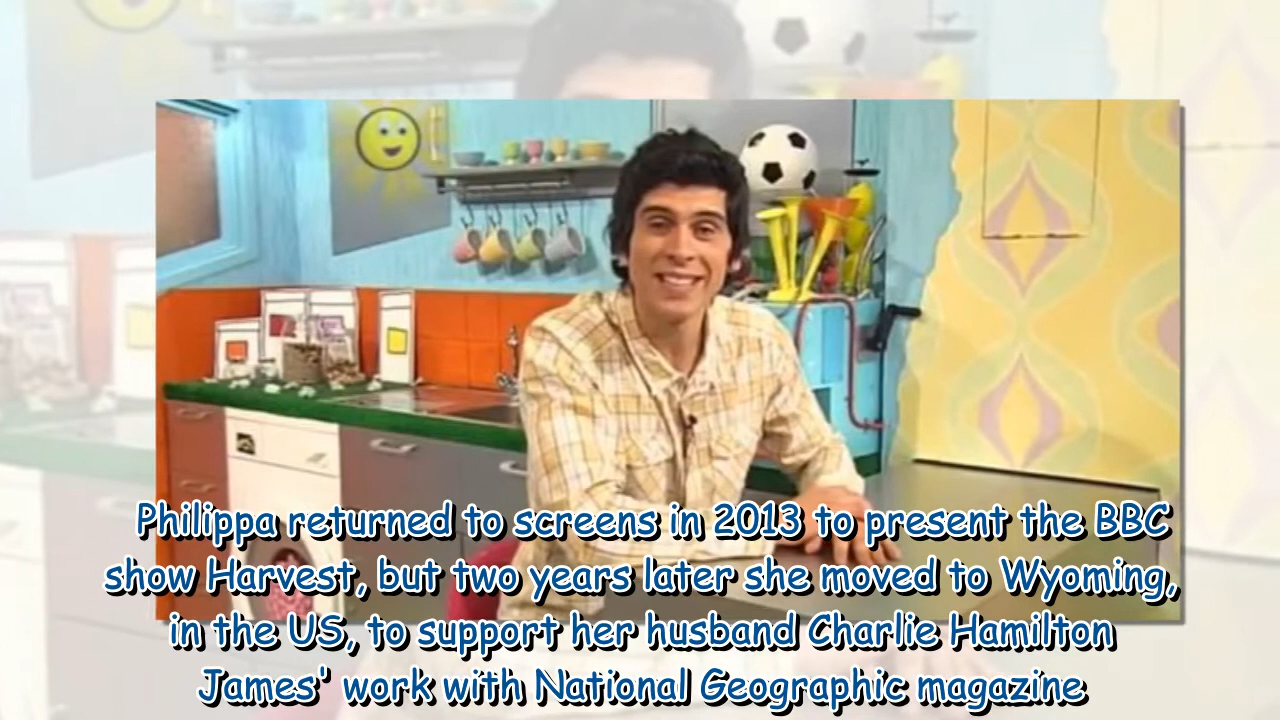 Philippa returned to screens in 2013 to present the BBC
show Harvest, but two years later she moved to Wyoming,
in the US, to support her husband Charlie Hamilton
James' work with National Geographic magazine